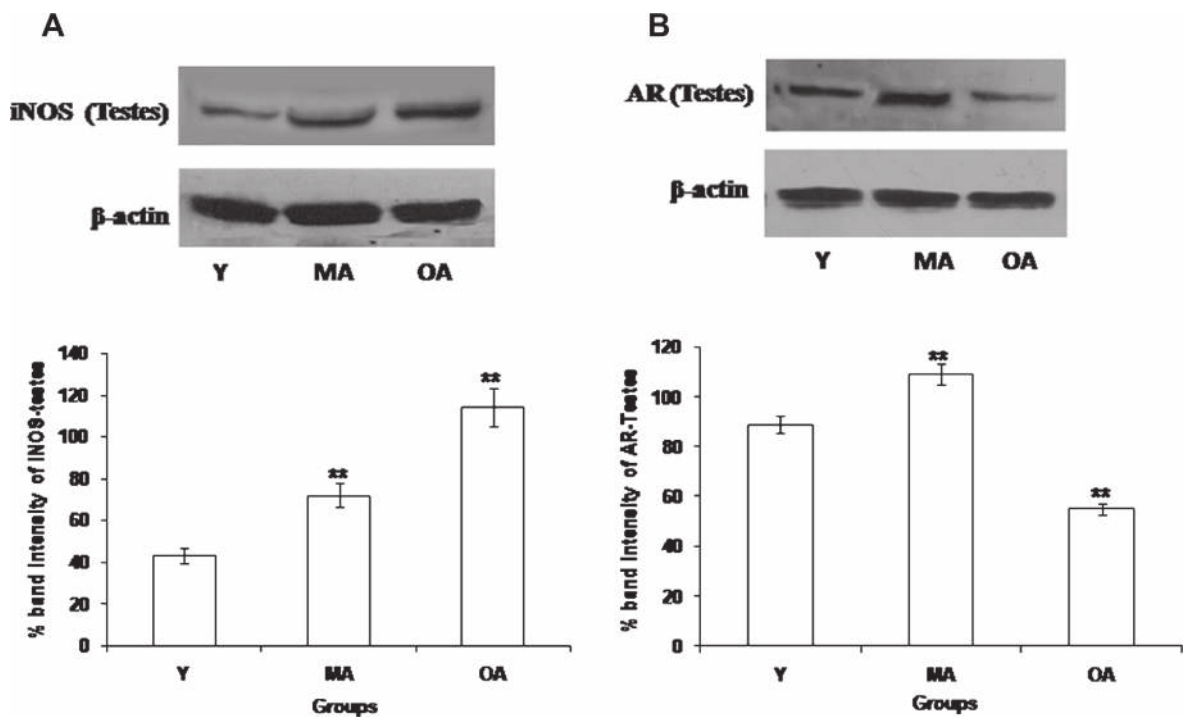 A
iNOS (Testes)
β-actin
Y MA OA
% band Intensity of INOS-testes
140
120
100
80
60
40
20
0
**
**
Y MA OA
Groups
B
AR (Testes)
β-actin
Y MA OA
% band Intensity of AR-Testes
120
100
80
60
40
20
0
**
**
Y MA OA
Groups